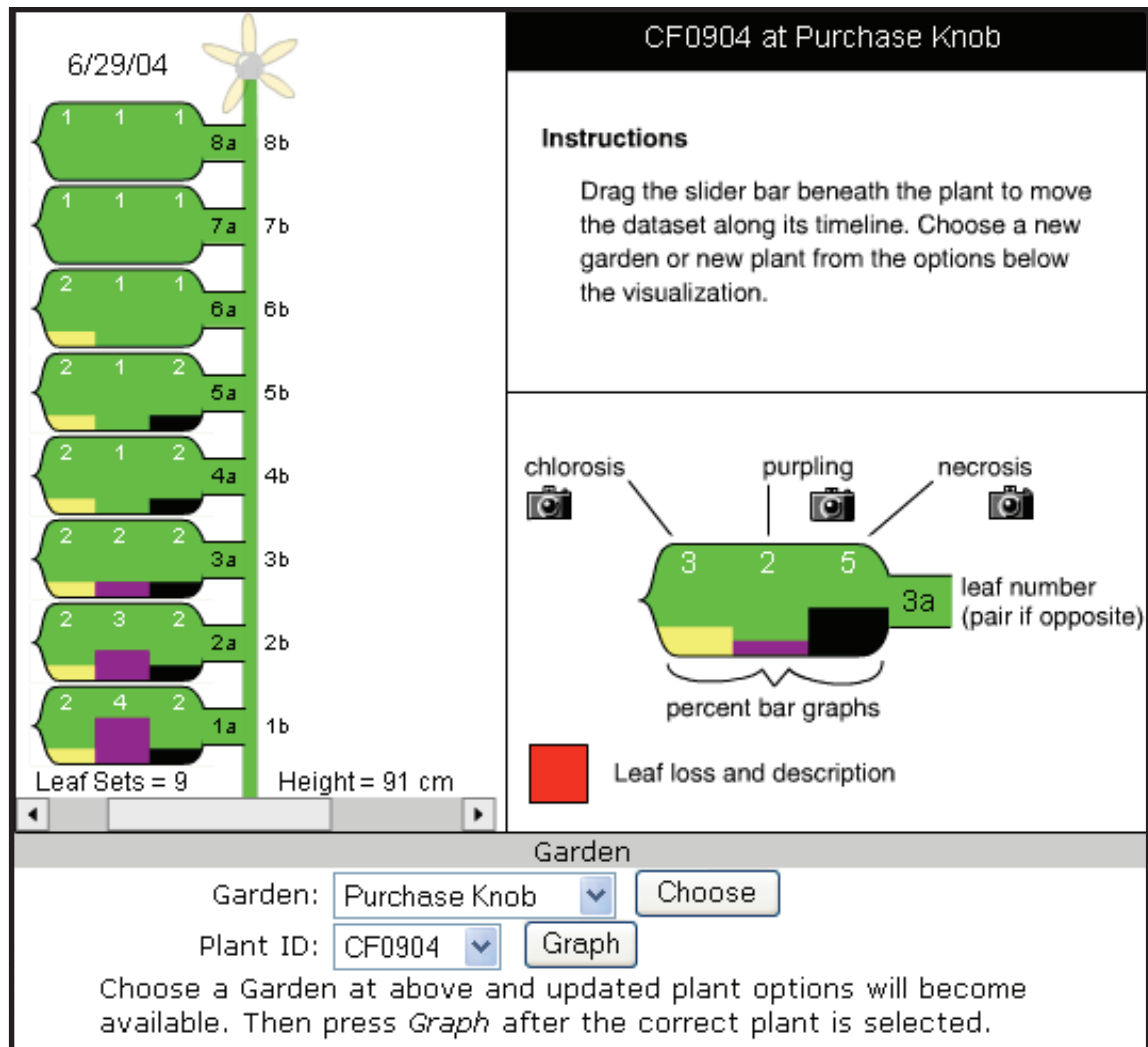 6/29/04
1 1 1
8a 8b
1 1 1
7a 7b
2 1 1
6a 6b
2 1 2
5a 5b
2 1 2
4a 4b
2 2 2
3a 3b
2 3 2
2a 2b
2 4 2
1a 1b
Leaf Sets = 9 Height = 91 cm
CF0904 at Purchase Knob
Instructions
Drag the slider bar beneath the plant to move
the dataset along its timeline. Choose a new
garden or new plant from the options below
the visualization.
chlorosis purpling necrosis
3 2 5
3a
leaf number
(pair if opposite)
percent bar graphs
Leaf loss and description
Garden
Garden: Purchase Knob Choose
Plant ID: CF0904 Graph
Choose a Garden at above and updated plant options will become
available. Then press Graph after the correct plant is selected.